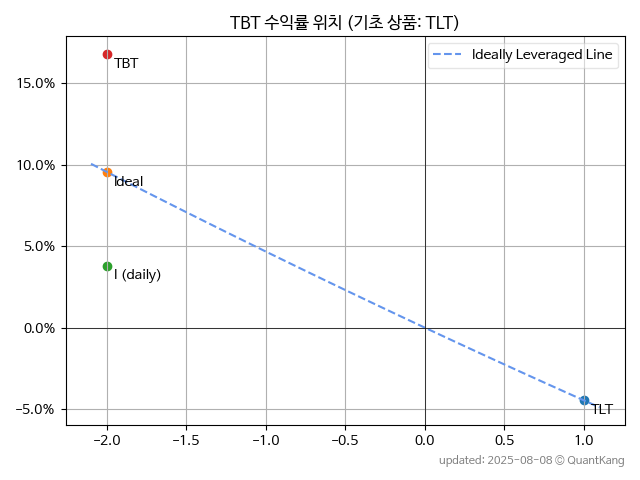 TBT 수익률 위치 (기초 상품: TLT)
Ideally Leveraged Line
TBT
Ideal
I (daily)
TLT
15.0%
10.0%
5.0%
0.0%
−5.0%
−2.0 −1.5 −1.0 −0.5 0.0 0.5 1.0
updated: 2025-08-08 © QuantKang